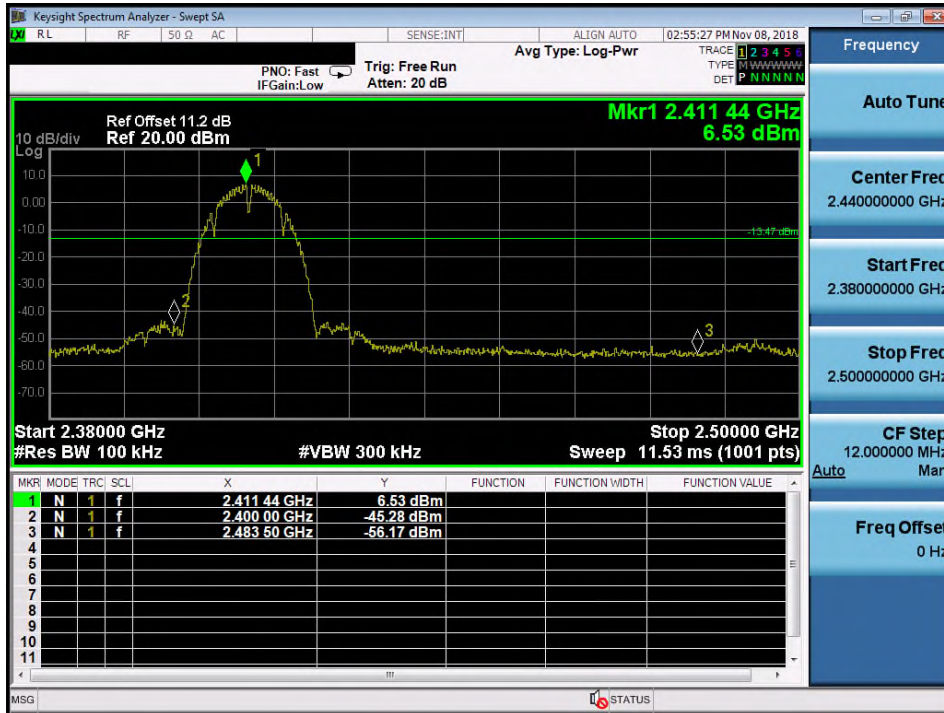 Keysight Spectrum Analyzer - Swept SA
LXI RL RF 50 Ω AC SENSE:INT ALIGN AUTO 02:55:27 PM Nov 08, 2018
Frequency
Avg Type: Log-Pwr
TRACE 1 2 3 4 5 6
PNO: Fast Trig: Free Run
TYPE M WWWWW
IFGain:Low Atten: 20 dB
DET P N N N N N
Auto Tune
Mkr1 2.411 44 GHz
Ref Offset 11.2 dB
6.53 dBm
10 dB/div Ref 20.00 dBm
Log
1
10.0
0.00
-10.0
-13.47 dBm
-20.0
-30.0
2
-40.0
3
-50.0
-60.0
-70.0
Center Freq
2.440000000 GHz
Start Freq
2.380000000 GHz
Stop Freq
2.500000000 GHz
Start 2.38000 GHz Stop 2.50000 GHz
#Res BW 100 kHz #VBW 300 kHz Sweep 11.53 ms (1001 pts)
CF Step
12.000000 MHz
Auto Man
MKR MODE TRC SCL X Y FUNCTION FUNCTION WIDTH FUNCTION VALUE
1 N 1 f 2.411 44 GHz 6.53 dBm
2 N 1 f 2.400 00 GHz -45.28 dBm
3 N 1 f 2.483 50 GHz -56.17 dBm
4
5
6
7
8
9
10
11
Freq Offset
0 Hz
MSG STATUS